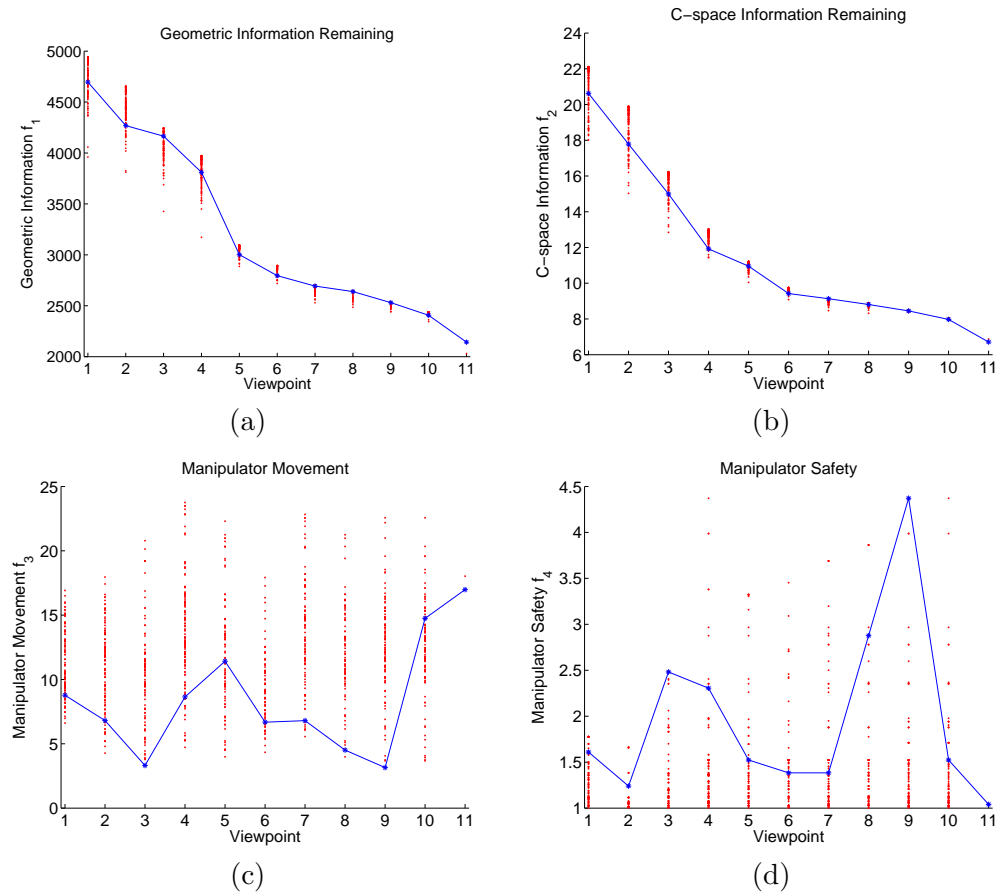 Geometric Information Remaining
Geometric Information f_1
5000
4500
4000
3500
3000
2500
2000
1 2 3 4 5 6 7 8 9 10 11
Viewpoint
(a)
C-space Information Remaining
C-space Information f_2
24
22
20
18
16
14
12
10
8
6
1 2 3 4 5 6 7 8 9 10 11
Viewpoint
(b)
Manipulator Movement
Manipulator Movement f_3
25
20
15
10
5
0
1 2 3 4 5 6 7 8 9 10 11
Viewpoint
(c)
Manipulator Safety
Manipulator Safety f_4
4.5
4
3.5
3
2.5
2
1.5
1
1 2 3 4 5 6 7 8 9 10 11
Viewpoint
(d)